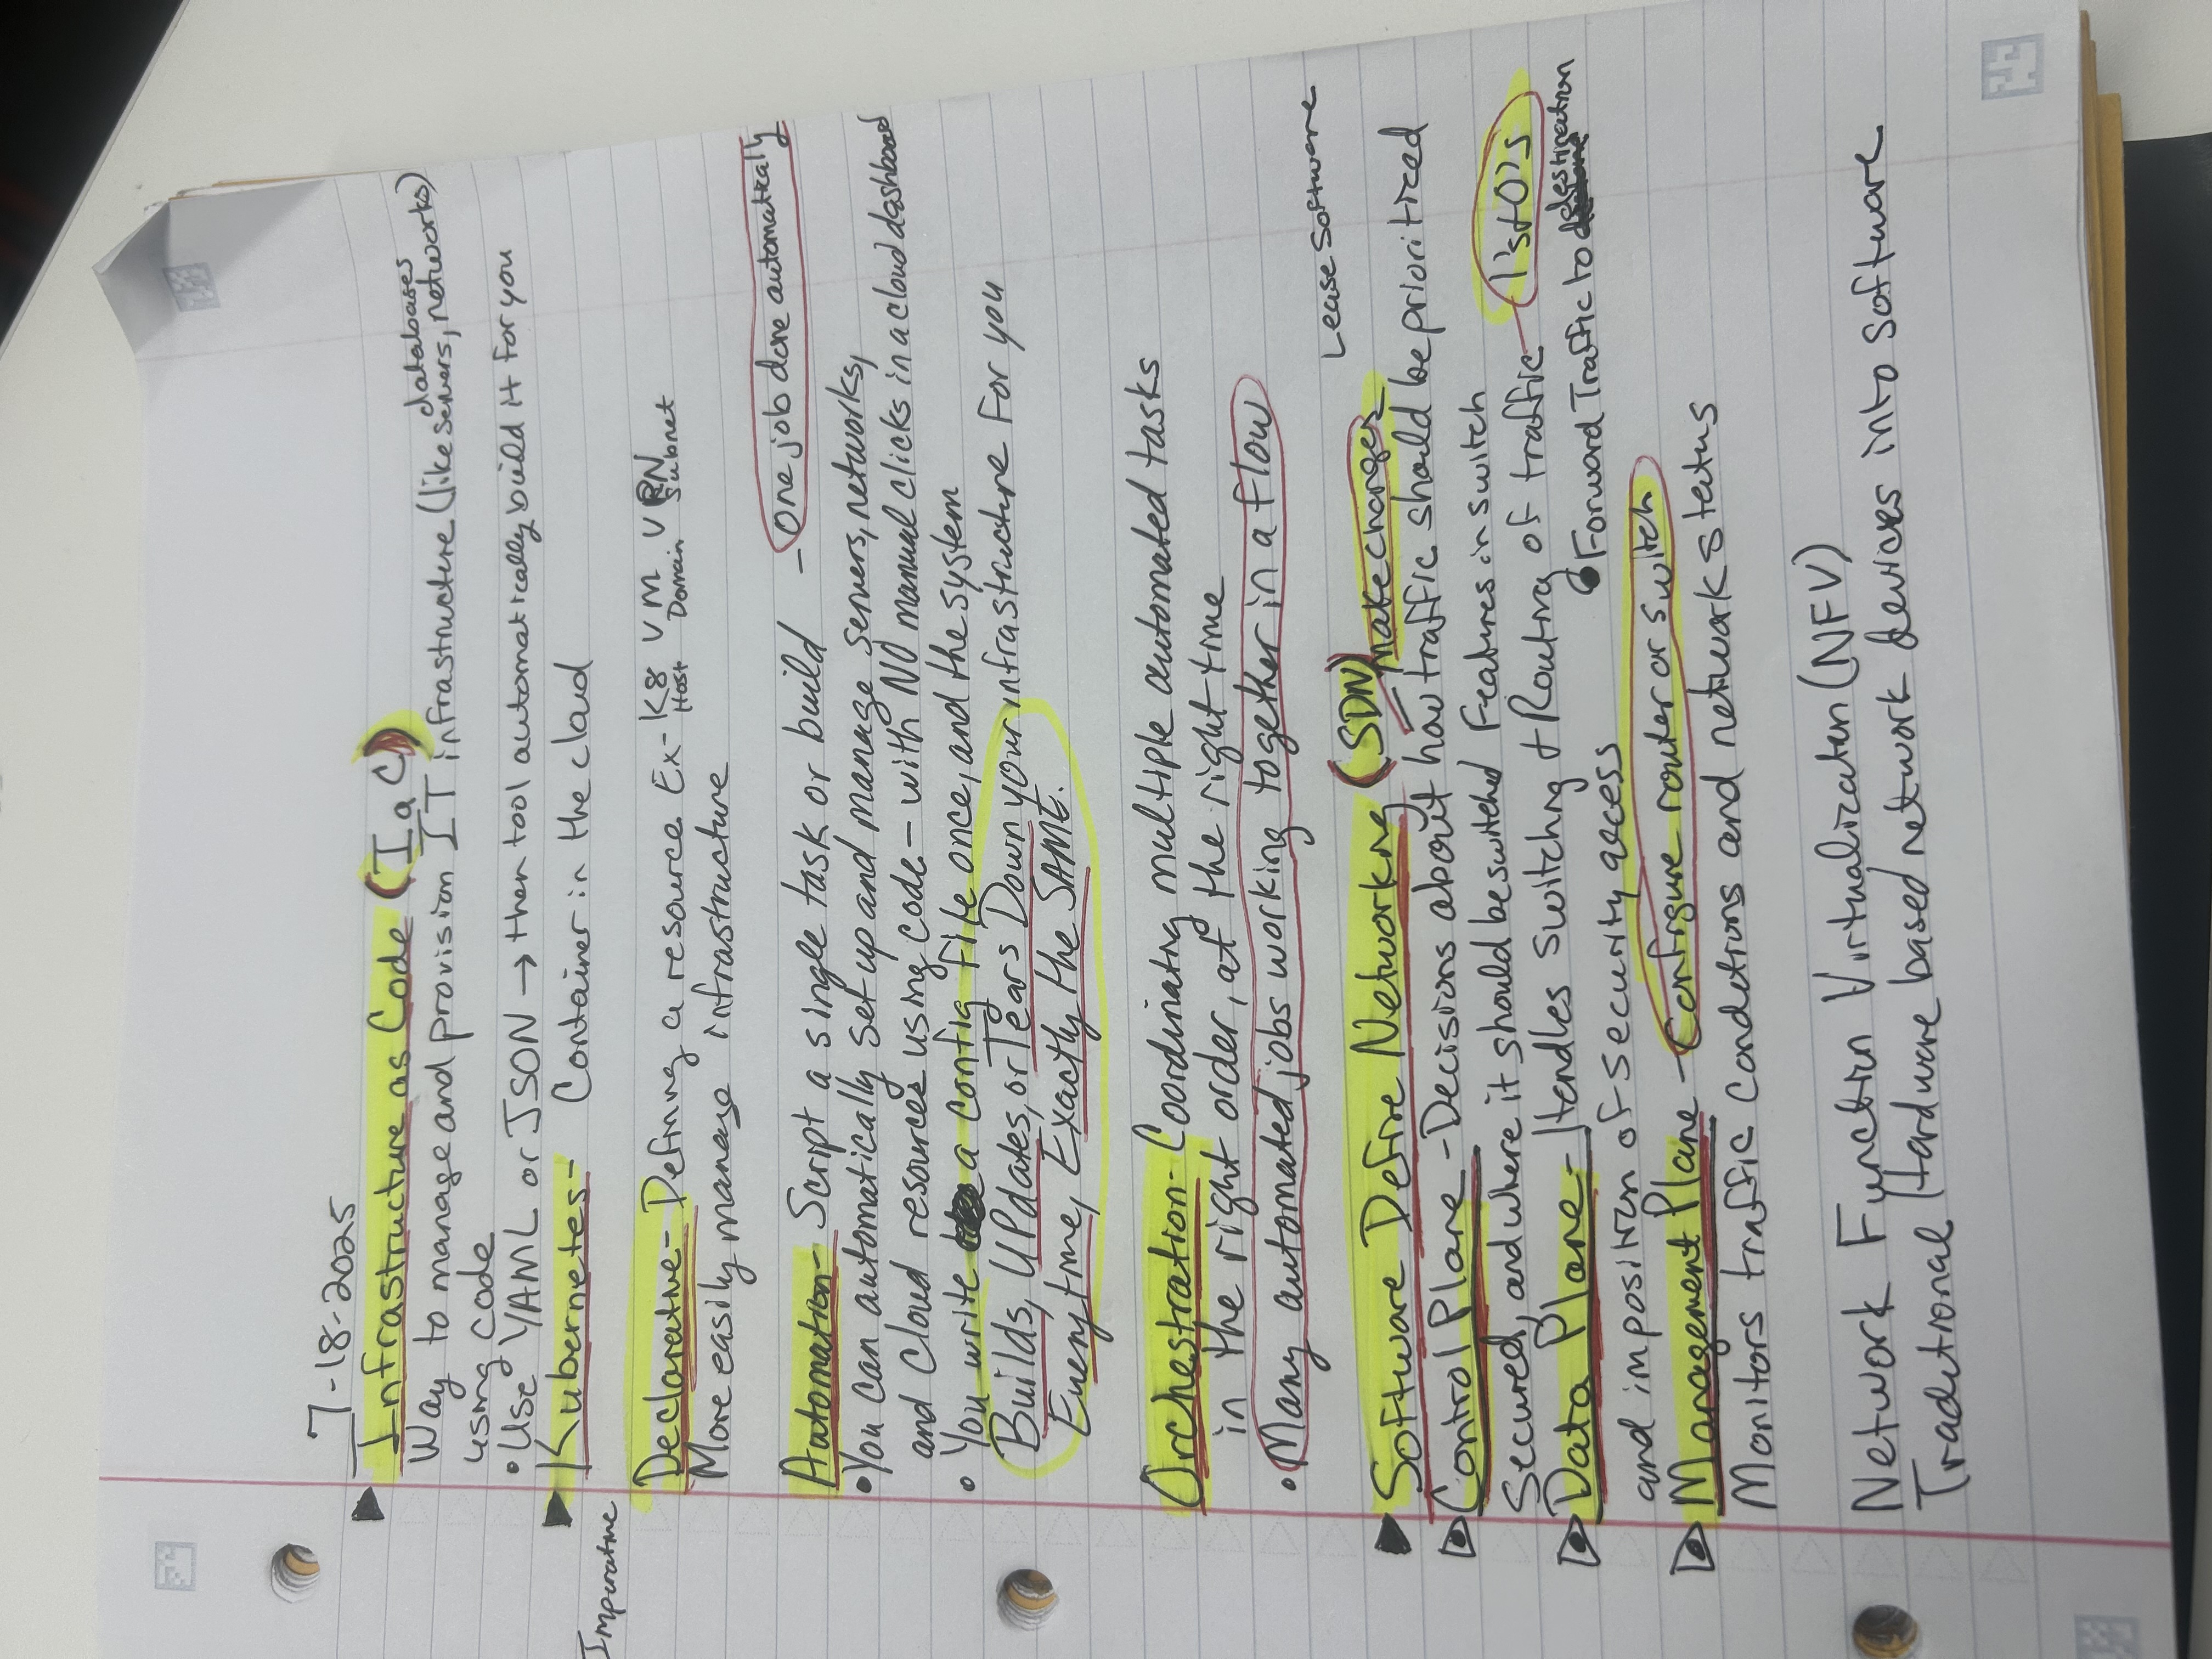 7-18-2025
Infrastructure as Code (IaC)
databases
Way to manage and provision IT infrastructure (like servers, networks)
using code
• Use YAML or JSON → then tool automatically build it for you
Kubernetes- Container in the cloud
Imperative
Declarative- Defining a resource Ex- K8 VM VPN
Host Domain Subnet
More easily manage infrastructure
Automation- Script a single task or build - One job done automatically
• You can automatically set up and manage servers, networks,
and Cloud resources using code - with NO manual clicks in a cloud dashboard
• You write a config file once, and the system
Builds, Updates, or Tears Down your infrastructure for you
Everytime, Exactly the SAME.
Orchestration- Coordinating multiple automated tasks
in the right order, at the right time
• Many automated jobs working together in a flow
Lease Software
Software Define Networking (SDN) make changes
Control Plane - Decisions about how traffic should be prioriticed
Secured, and where it should be switched Features in switch
Data Plane - Handles Switching + Routing of traffic - 1's + 0's
• Forward Traffic to destination
and imposition of security access
Management Plane - Configure router or switch
Monitors traffic conditions and network status
Network Function Virtualization (NFV)
Traditional Hardware based network devices into software